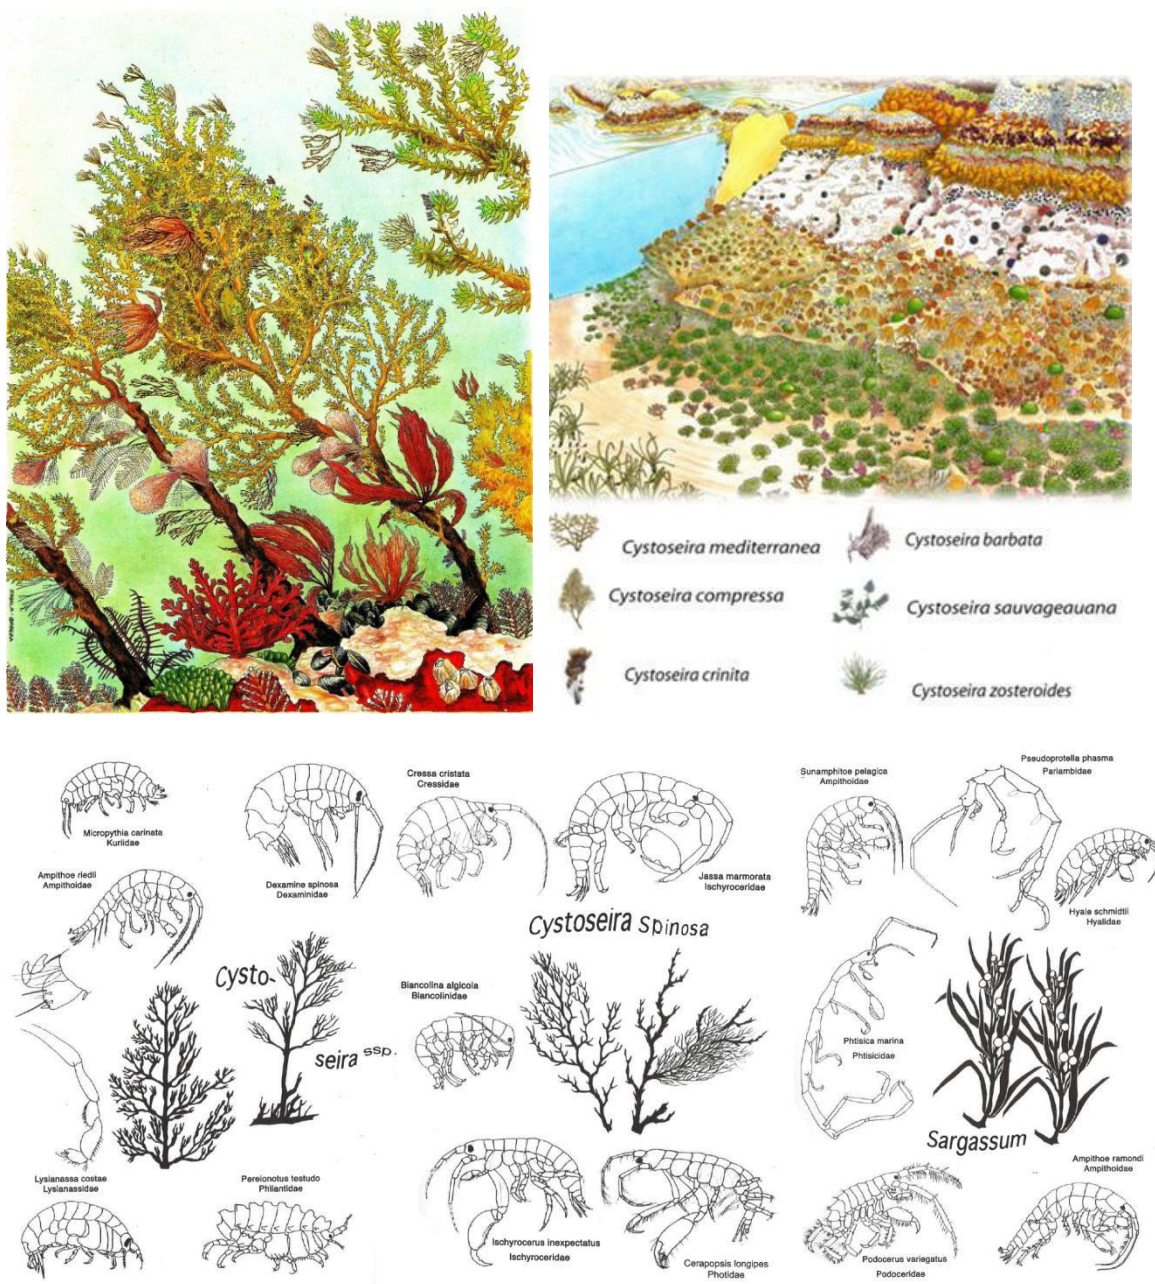 Cystoseira mediterranea
Cystoseira barbata
Cystoseira compressa
Cystoseira sauvageauana
Cystoseira crinita
Cystoseira zosteroides
Micropythia carinata
Kuriidae
Dexamine spinosa
Dexaminidae
Cressa cristata
Cressidae
Jassa marmorata
Ischyroceridae
Sunamphitoe pelagica
Ampithoidae
Pseudoprotella phasma
Pariambidae
Hyale schmidtii
Hyalidae
Ampithoe riedii
Ampithoidae
Cysto-
seira ssp.
Cystoseira Spinosa
Biancolina algicola
Biancolinidae
Phtisica marina
Phtisicidae
Sargassum
Lysianassa costae
Lysianassidae
Pereionotus testudo
Phliantidae
Ischyrocerus inexpectatus
Ischyroceridae
Cerapopsis longipes
Photidae
Podocerus variegatus
Podoceridae
Ampithoe ramondi
Ampithoidae